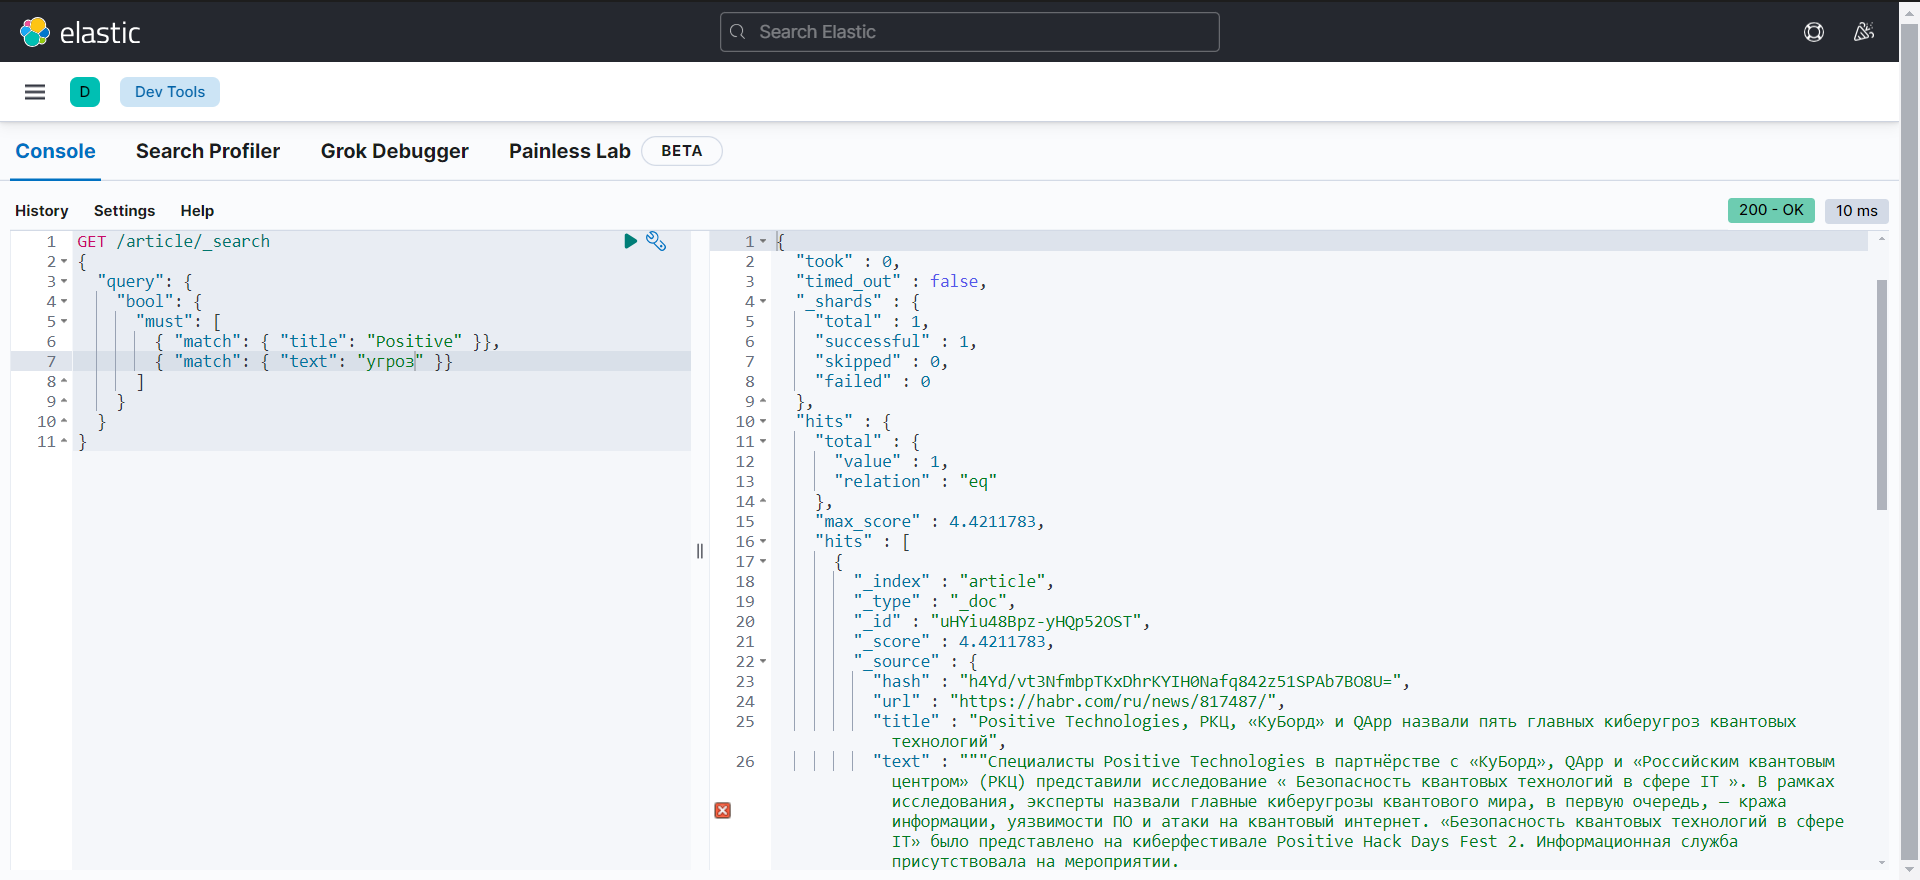 elastic
Search Elastic
D
Dev Tools
Console Search Profiler Grok Debugger Painless Lab BETA
History Settings Help
200 - OK 10 ms
1 GET /article/_search
2 {
3 "query": {
4 "bool": {
5 "must": [
6 { "match": { "title": "Positive" }},
7 { "match": { "text": "угроз" }}
8 ]
9 }
10 }
11 }
1 {
2 "took" : 0,
3 "timed_out" : false,
4 "_shards" : {
5 "total" : 1,
6 "successful" : 1,
7 "skipped" : 0,
8 "failed" : 0
9 },
10 "hits" : {
11 "total" : {
12 "value" : 1,
13 "relation" : "eq"
14 },
15 "max_score" : 4.4211783,
16 "hits" : [
17 {
18 "_index" : "article",
19 "_type" : "_doc",
20 "_id" : "uHYiu48Bpz-yHQp52OST",
21 "_score" : 4.4211783,
22 "_source" : {
23 "hash" : "h4Yd/vt3NfmbpTKxDhrKYIH0Nafq842z51SPAb7BO8U=",
24 "url" : "https://habr.com/ru/news/817487/",
25 "title" : "Positive Technologies, РКЦ, «КуБорд» и QApp назвали пять главных киберугроз квантовых
технологий",
26 "text" : """Специалисты Positive Technologies в партнёрстве с «КуБорд», QApp и «Российским квантовым
центром» (РКЦ) представили исследование « Безопасность квантовых технологий в сфере IT ». В рамках
исследования, эксперты назвали главные киберугрозы квантового мира, в первую очередь, — кража
информации, уязвимости ПО и атаки на квантовый интернет. «Безопасность квантовых технологий в сфере
IT» было представлено на киберфестивале Positive Hack Days Fest 2. Информационная служба
присутствовала на мероприятии.